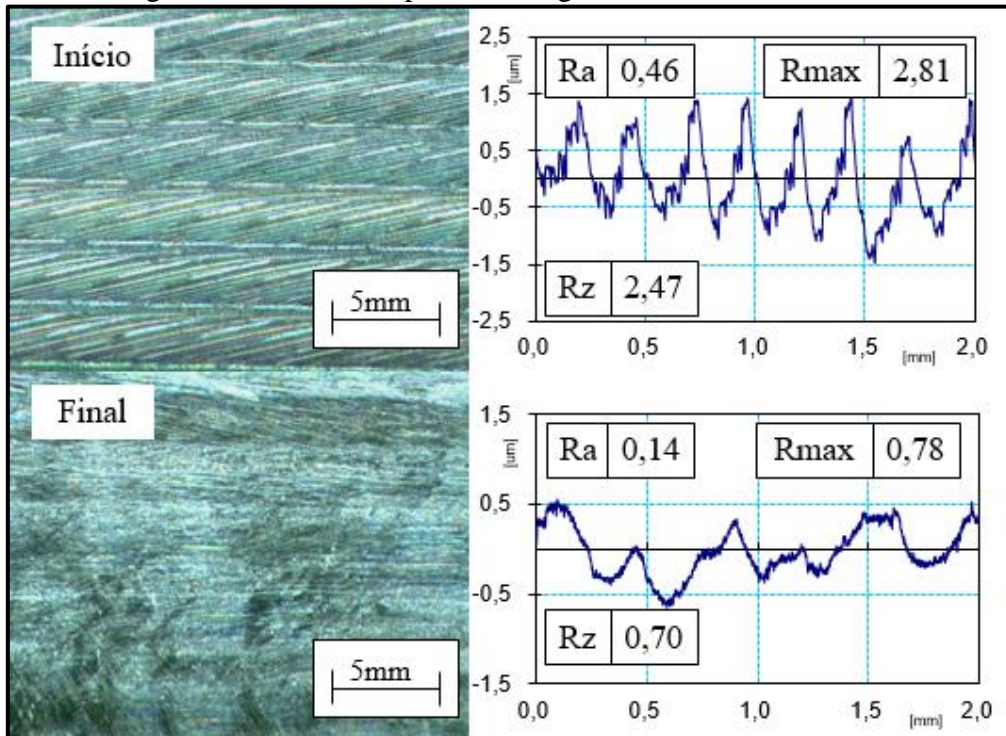 Início
5mm
2,5
1,5
0,5
-0,5
-1,5
-2,5
[um]
Ra 0,46
Rmax 2,81
Rz 2,47
0,0 0,5 1,0 1,5 2,0
[mm]
Final
5mm
1,5
0,5
-0,5
-1,5
[um]
Ra 0,14
Rmax 0,78
Rz 0,70
0,0 0,5 1,0 1,5 2,0
[mm]